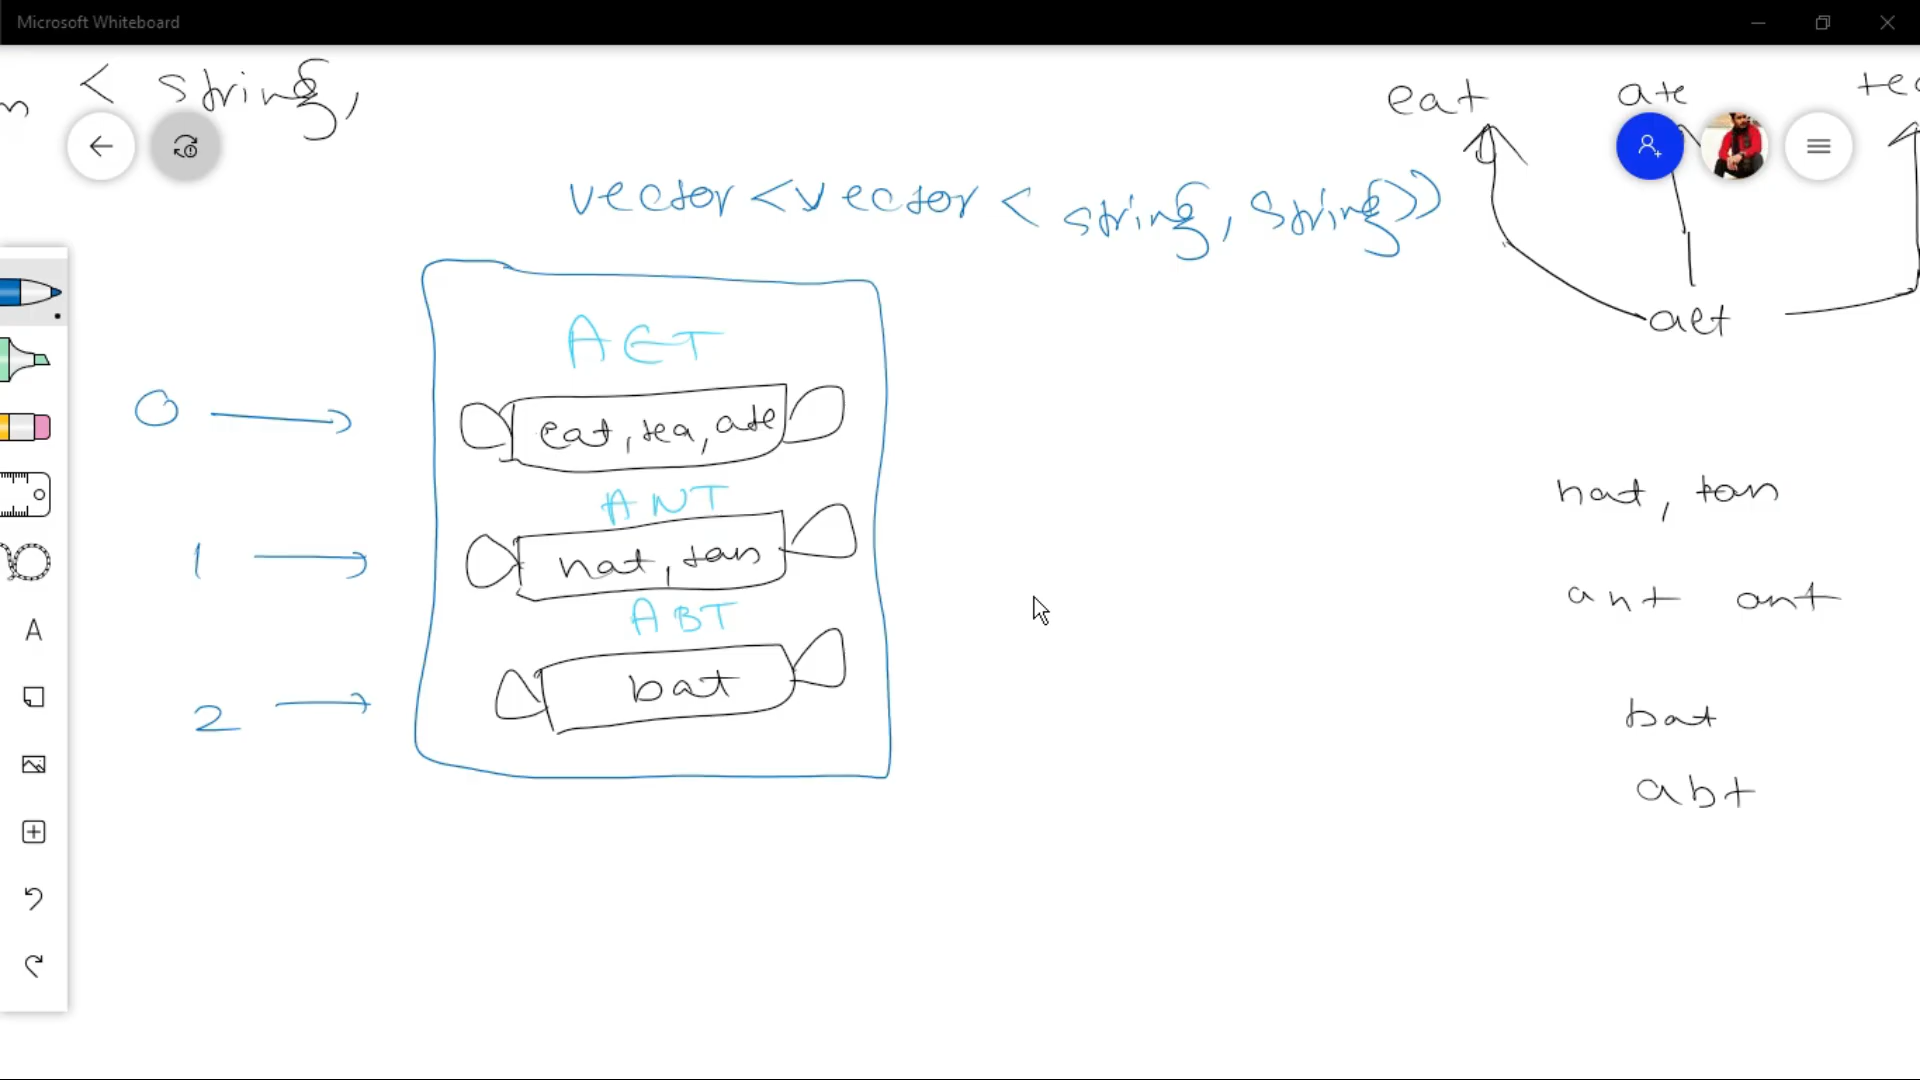 Microsoft Whiteboard
< string,
eat ate
vector<vector< string, string>>
aet
AET
0
eat, tea, ate
ANT
1
nat, tan
ABT
2
bat
nat, tan
ant ant
bat
abt
A